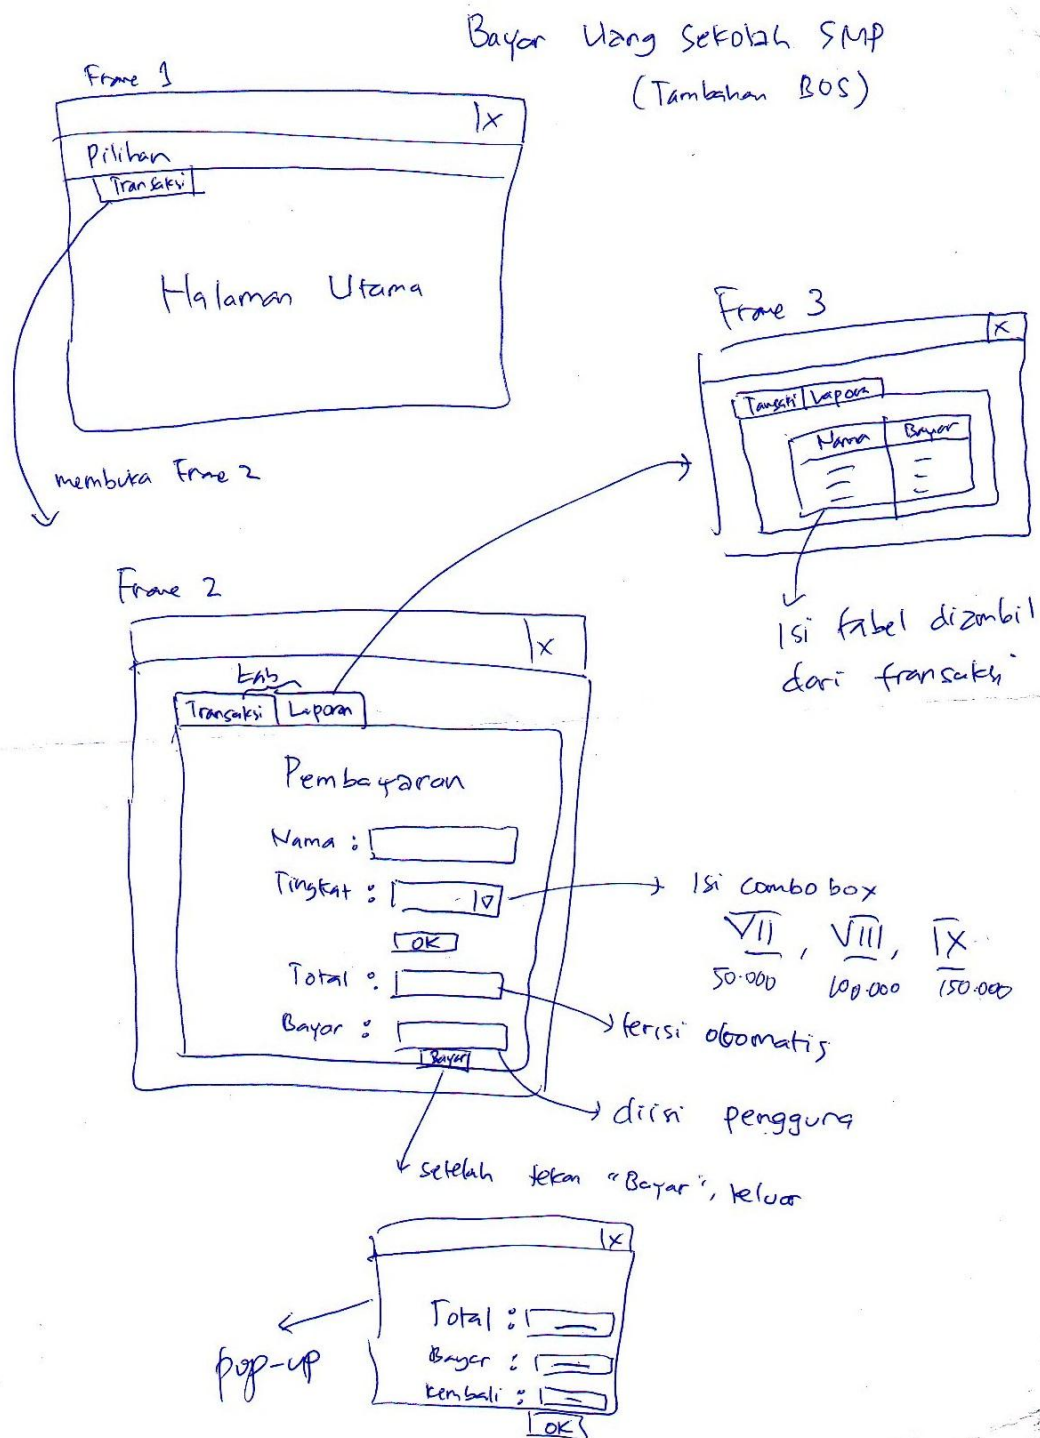 Bayar Uang Sekolah SMP
(Tambahan BOS)
Frame 1
X
Pilihan
Transaksi
Halaman Utama
membuka Frame 2
Frame 3
X
Tansaksi Laporan
Nama Bayar
Isi tabel diambil
dari transaksi
Frame 2
X
tab
Transaksi Laporan
Pembayaran
Nama :
Tingkat :
Isi combo box
VII, VIII, IX
50.000 100.000 150.000
OK
Total :
terisi otomatis
Bayar :
Bayar
diisi pengguna
setelah tekan "Bayar", keluar
X
pop-up
Total :
Bayar :
Kembali :
OK